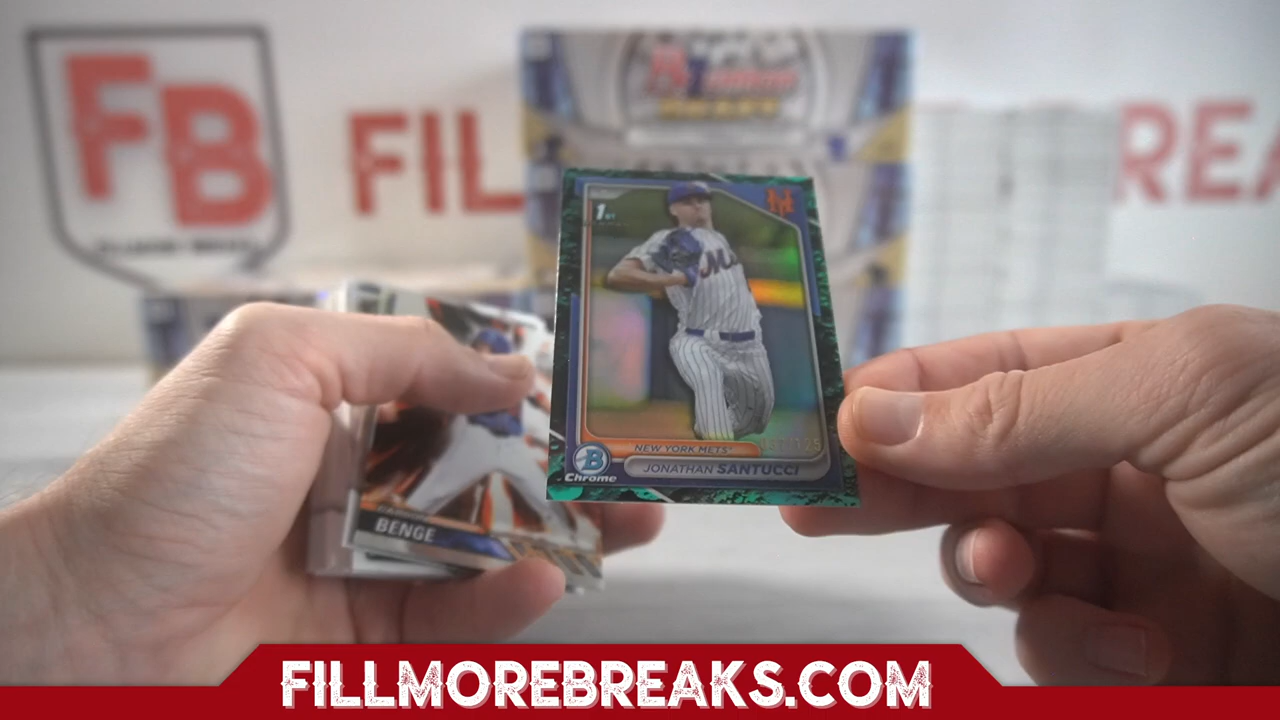 FB
FIL
REA
1ST
NEW YORK METS
JONATHAN SANTUCCI
B
Chrome
BENGE
FILLMOREBREAKS.COM